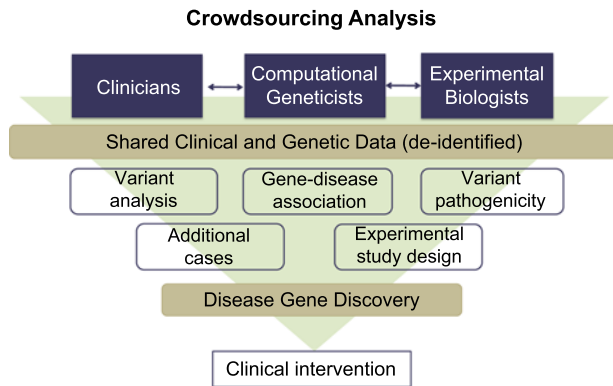 Crowdsourcing Analysis
Clinicians
Computational
Geneticists
Experimental
Biologists
Shared Clinical and Genetic Data (de-identified)
Variant
analysis
Gene-disease
association
Variant
pathogenicity
Additional
cases
Experimental
study design
Disease Gene Discovery
Clinical intervention